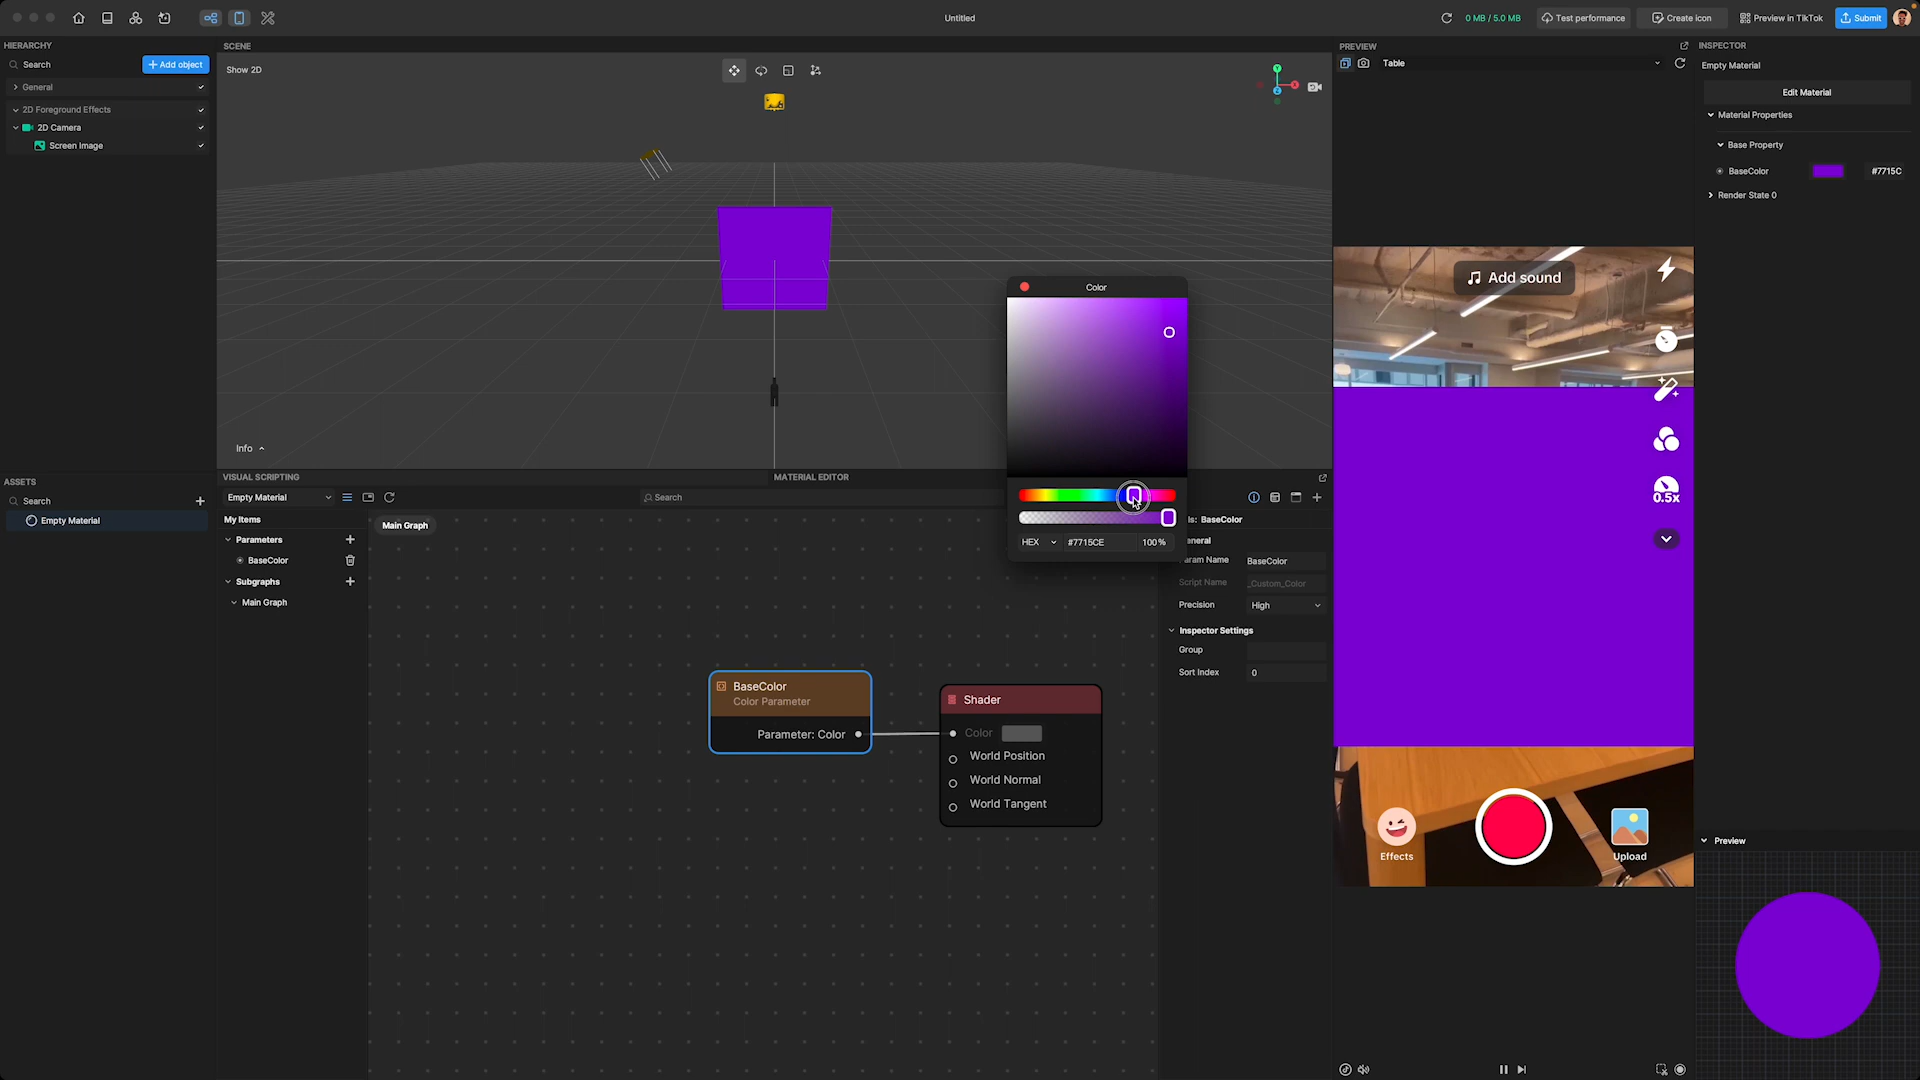 Untitled
0 MB / 5.0 MB
Test performance
Create icon
Preview in TikTok
Submit
HIERARCHY
Search
Add object
General
2D Foreground Effects
2D Camera
Screen Image
SCENE
Show 2D
Info
PREVIEW
Table
Add sound
0.5x
Effects
Upload
INSPECTOR
Empty Material
Edit Material
Material Properties
Base Property
BaseColor
#7715C
Render State 0
Preview
ASSETS
Search
Empty Material
VISUAL SCRIPTING
MATERIAL EDITOR
Empty Material
Search
My Items
Parameters
BaseColor
Subgraphs
Main Graph
Main Graph
BaseColor
Color Parameter
Parameter: Color
Shader
Color
World Position
World Normal
World Tangent
Color
HEX
#7715CE
100%
ls: BaseColor
eneral
aram Name
BaseColor
Script Name
_Custom_Color
Precision
High
Inspector Settings
Group
Sort Index
0